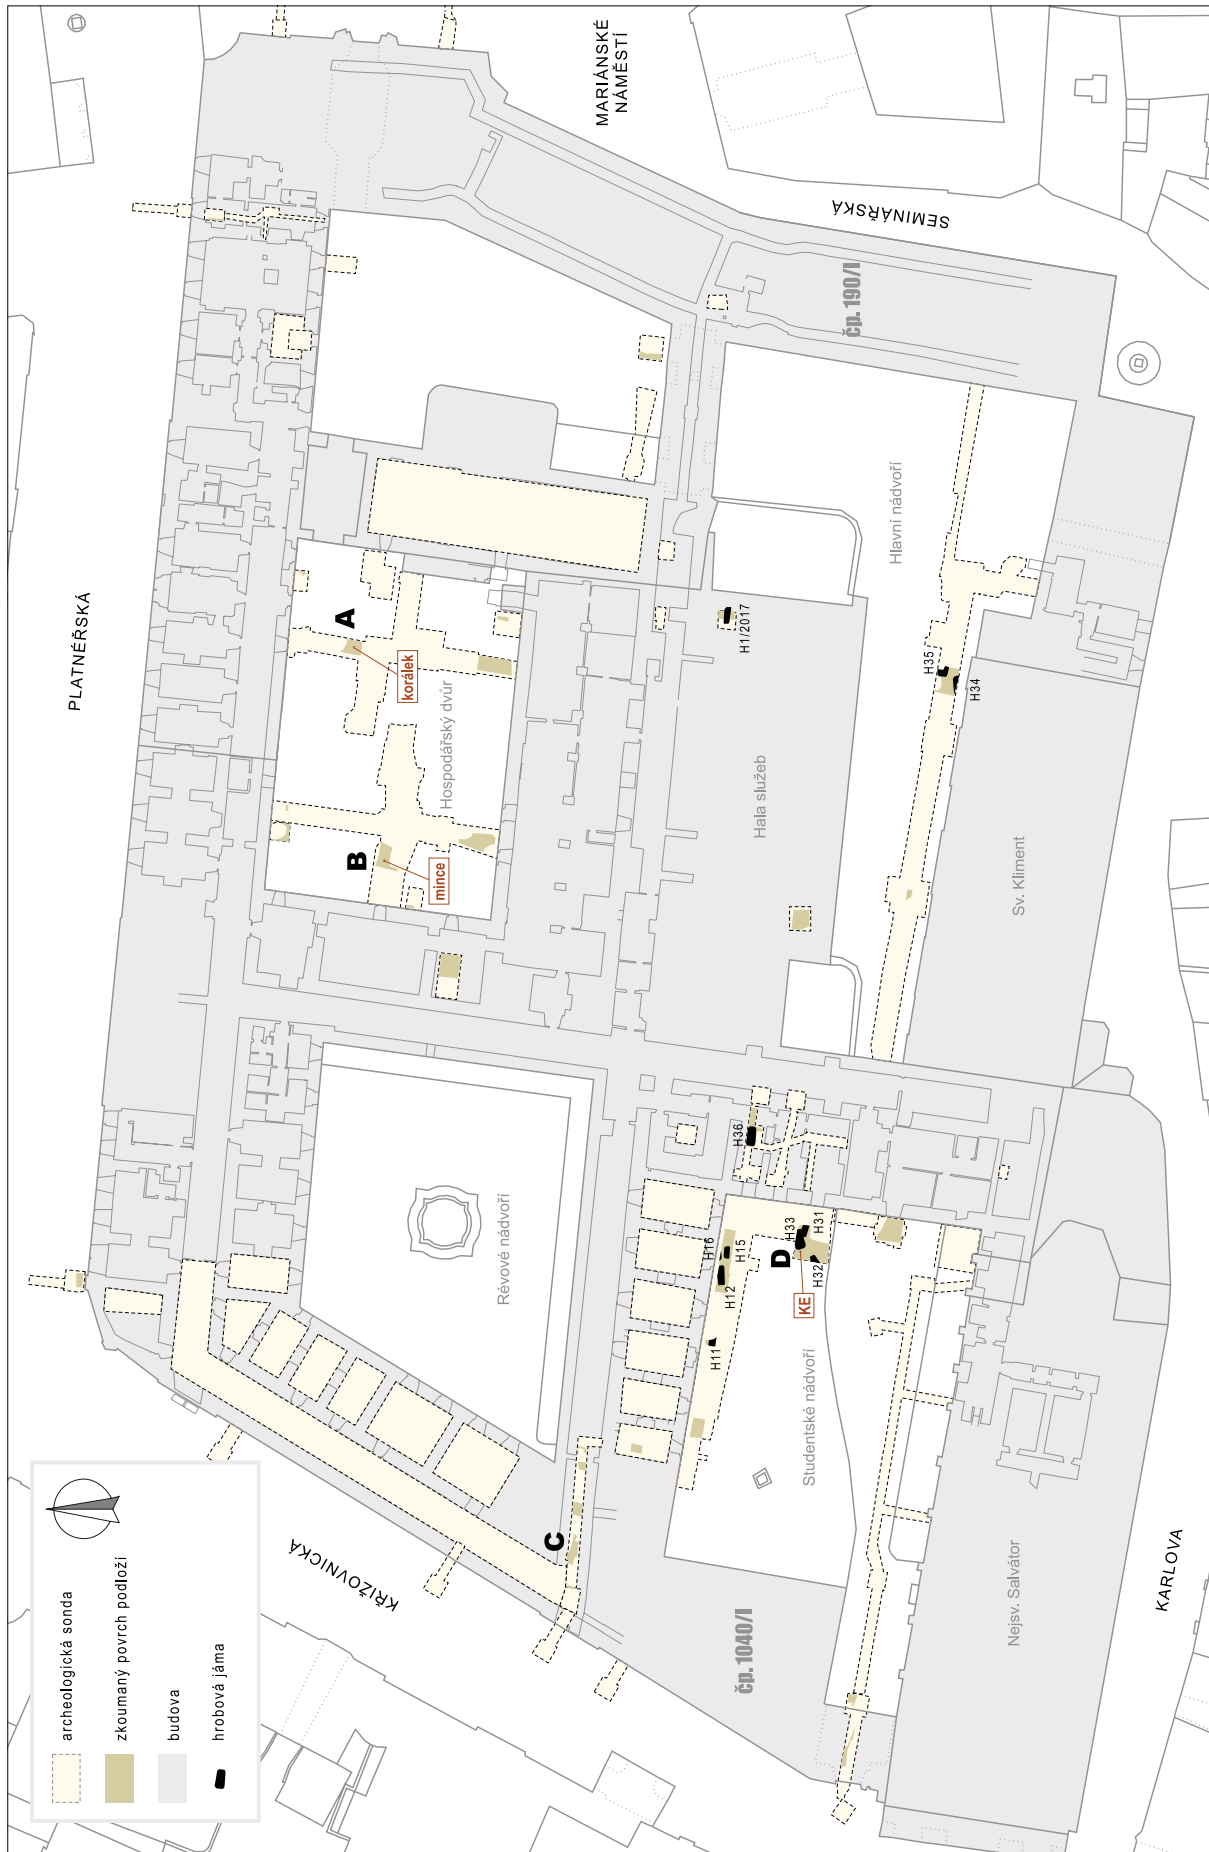 MARIÁNSKÉ
NÁMĚSTÍ
SEMINÁŘSKÁ
PLATNÉŘSKÁ
čp. 190/I
Hlavní nádvoří
A
korálek
Hospodářský dvůr
B
mince
H1/2017
Hala služeb
H35
H34
Sv. Kliment
Révové nádvoří
H36
H16
H15
H12
H11
H33
H31
H32
D
KE
Studentské nádvoří
C
KŘIŽOVNICKÁ
čp. 1040/I
Nejsv. Salvátor
KARLOVA
archeologická sonda
zkoumaný povrch podloží
budova
hrobová jáma